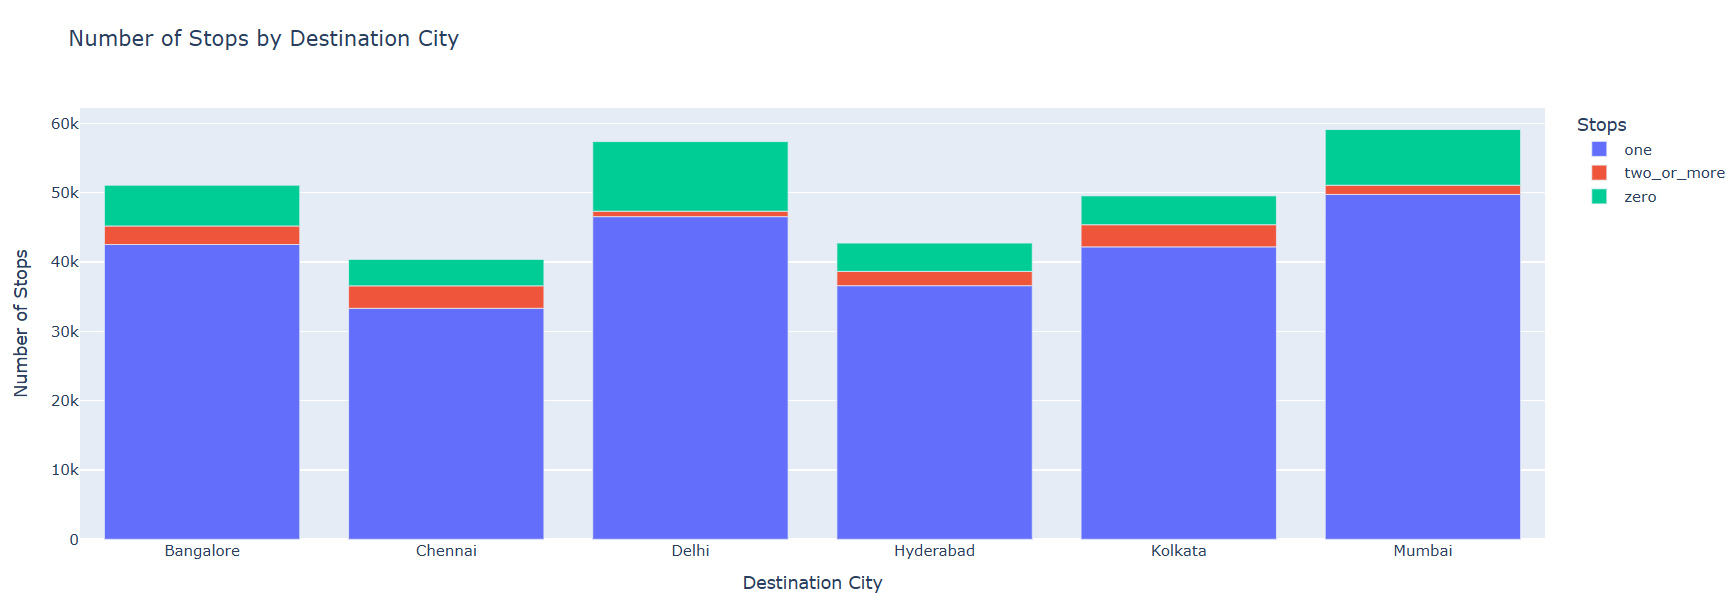 Number of Stops by Destination City
60k
50k
40k
30k
20k
10k
0
Number of Stops
Bangalore
Chennai
Delhi
Hyderabad
Kolkata
Mumbai
Destination City
Stops
one
two_or_more
zero